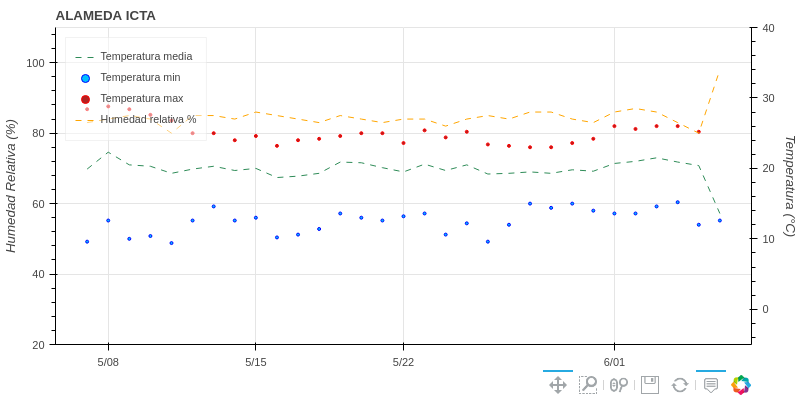 ALAMEDA ICTA
Temperatura media
Temperatura min
Temperatura max
Humedad relativa %
Humedad Relativa (%)
100
80
60
40
20
Temperatura (°C)
40
30
20
10
0
5/08
5/15
5/22
6/01